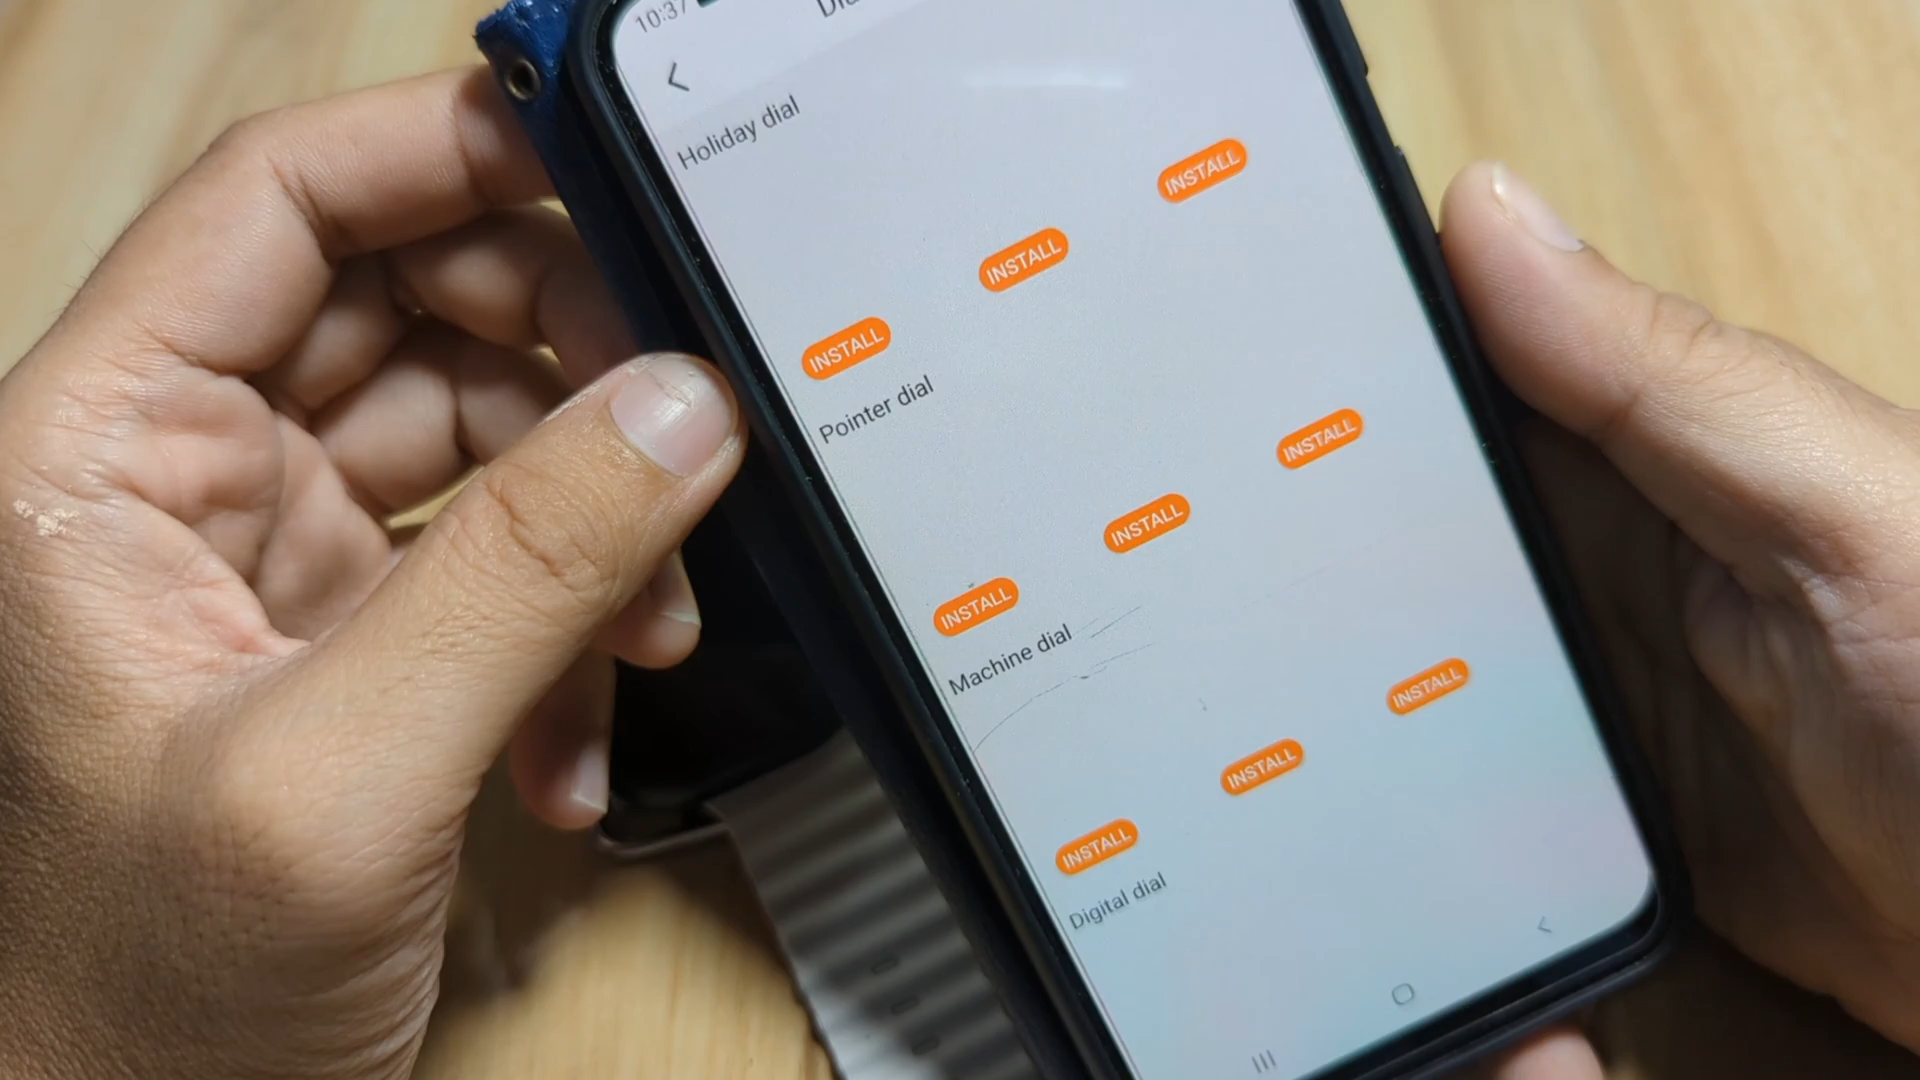 10:37
Holiday dial
INSTALL INSTALL INSTALL
Pointer dial
INSTALL INSTALL INSTALL
Machine dial
INSTALL INSTALL INSTALL
Digital dial